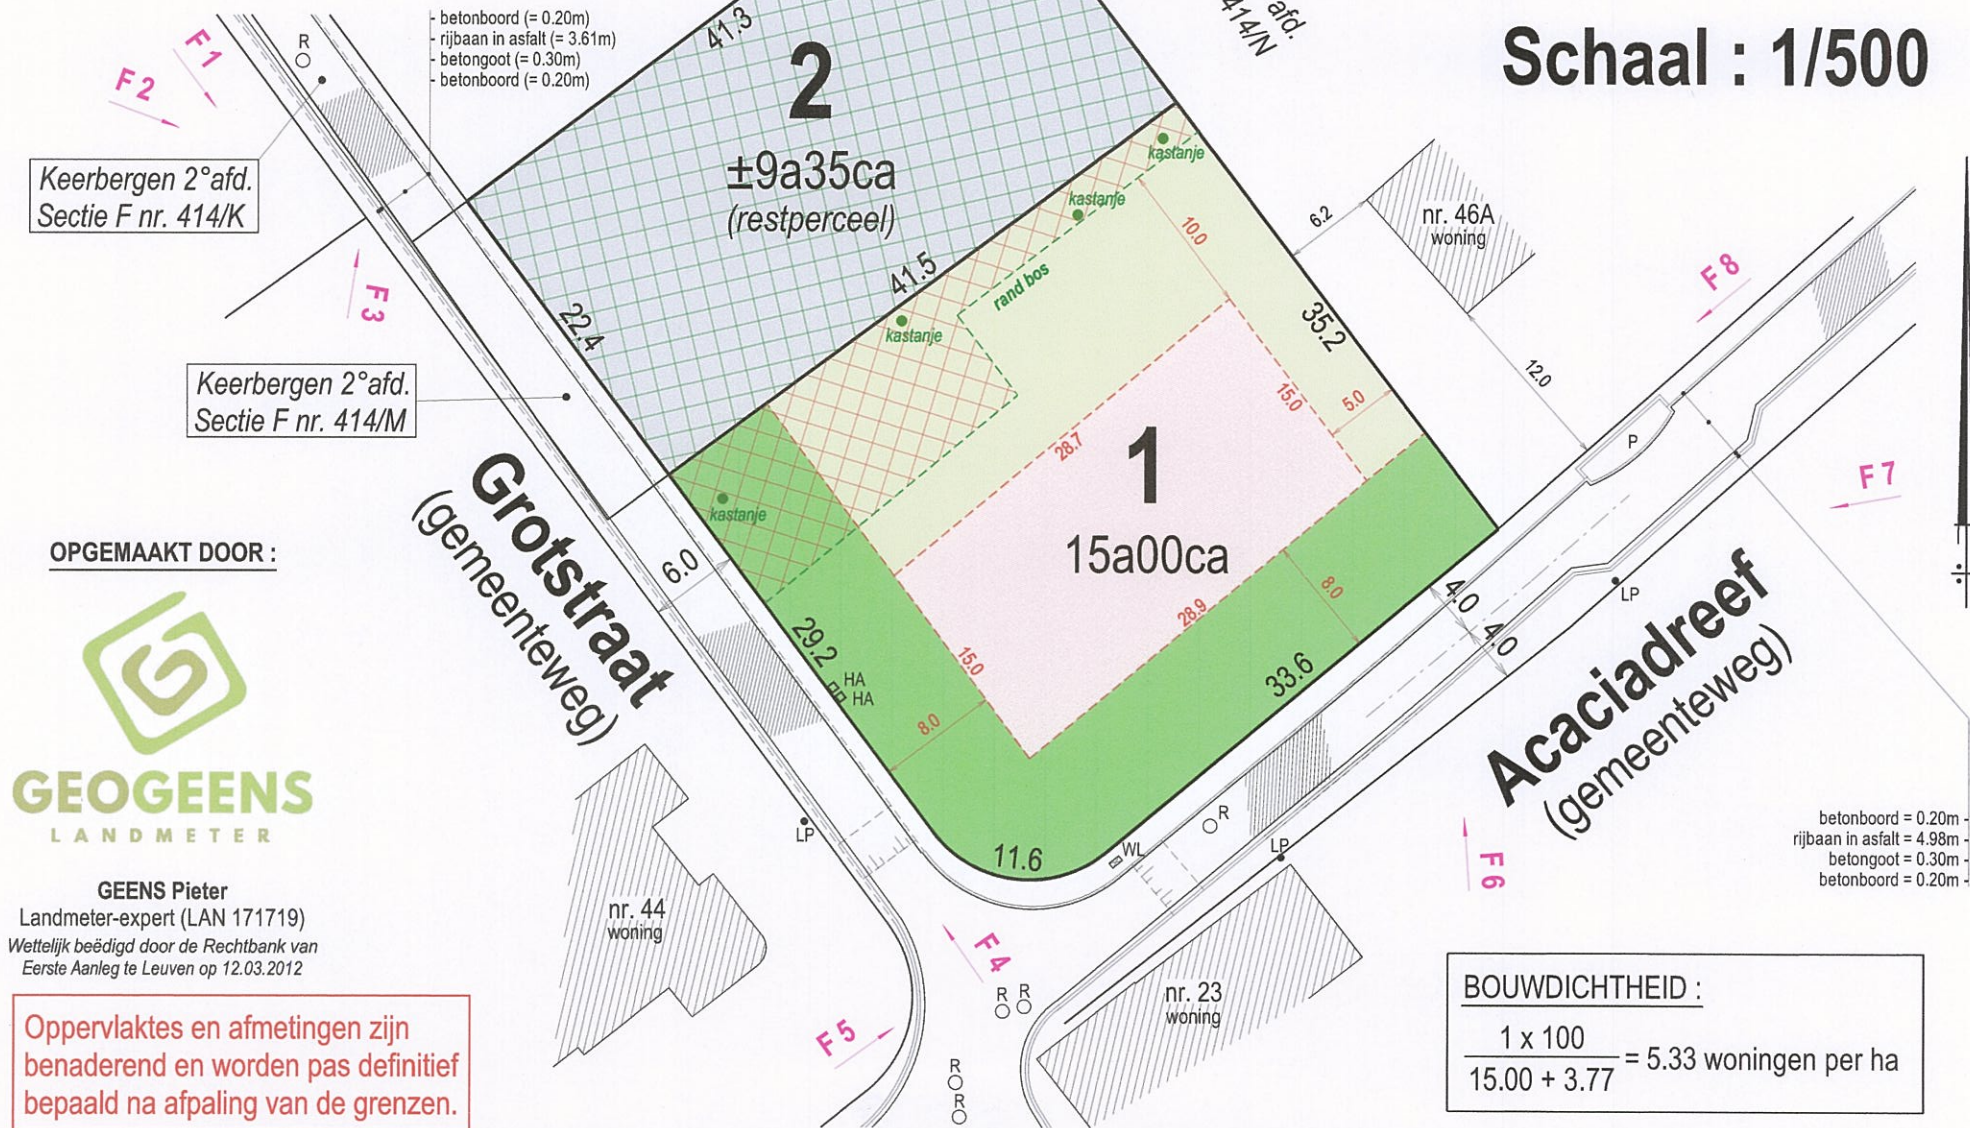 - betonboord (= 0.20m)
- rijbaan in asfalt (= 3.61m)
- betongoot (= 0.30m)
- betonboord (= 0.20m)
F1
F2
R
Keerbergen 2°afd.
Sectie F nr. 414/K
F3
Keerbergen 2°afd.
Sectie F nr. 414/M
41.3
2
±9a35ca
(restperceel)
41.5
22.4
afd.
414/N
Schaal : 1/500
kastanje
kastanje
kastanje
kastanje
rand bos
10.0
6.2
nr. 46A
woning
35.2
12.0
F8
P
F7
28.7
15.0
5.0
1
15a00ca
28.9
8.0
15.0
8.0
Grotstraat
(gemeenteweg)
6.0
29.2
HA
HA
33.6
4.0
4.0
LP
Acaciadreef
(gemeenteweg)
11.6
WL
R
LP
LP
F6
betonboord = 0.20m -
rijbaan in asfalt = 4.98m -
betongoot = 0.30m -
betonboord = 0.20m -
OPGEMAAKT DOOR :
GEOGEENS
LANDMETER
GEENS Pieter
Landmeter-expert (LAN 171719)
Wettelijk beëdigd door de Rechtbank van
Eerste Aanleg te Leuven op 12.03.2012
Oppervlaktes en afmetingen zijn
benaderend en worden pas definitief
bepaald na afpaling van de grenzen.
nr. 44
woning
F4
F5
R R
R
R
nr. 23
woning
BOUWDICHTHEID :
1 x 100
15.00 + 3.77
= 5.33 woningen per ha